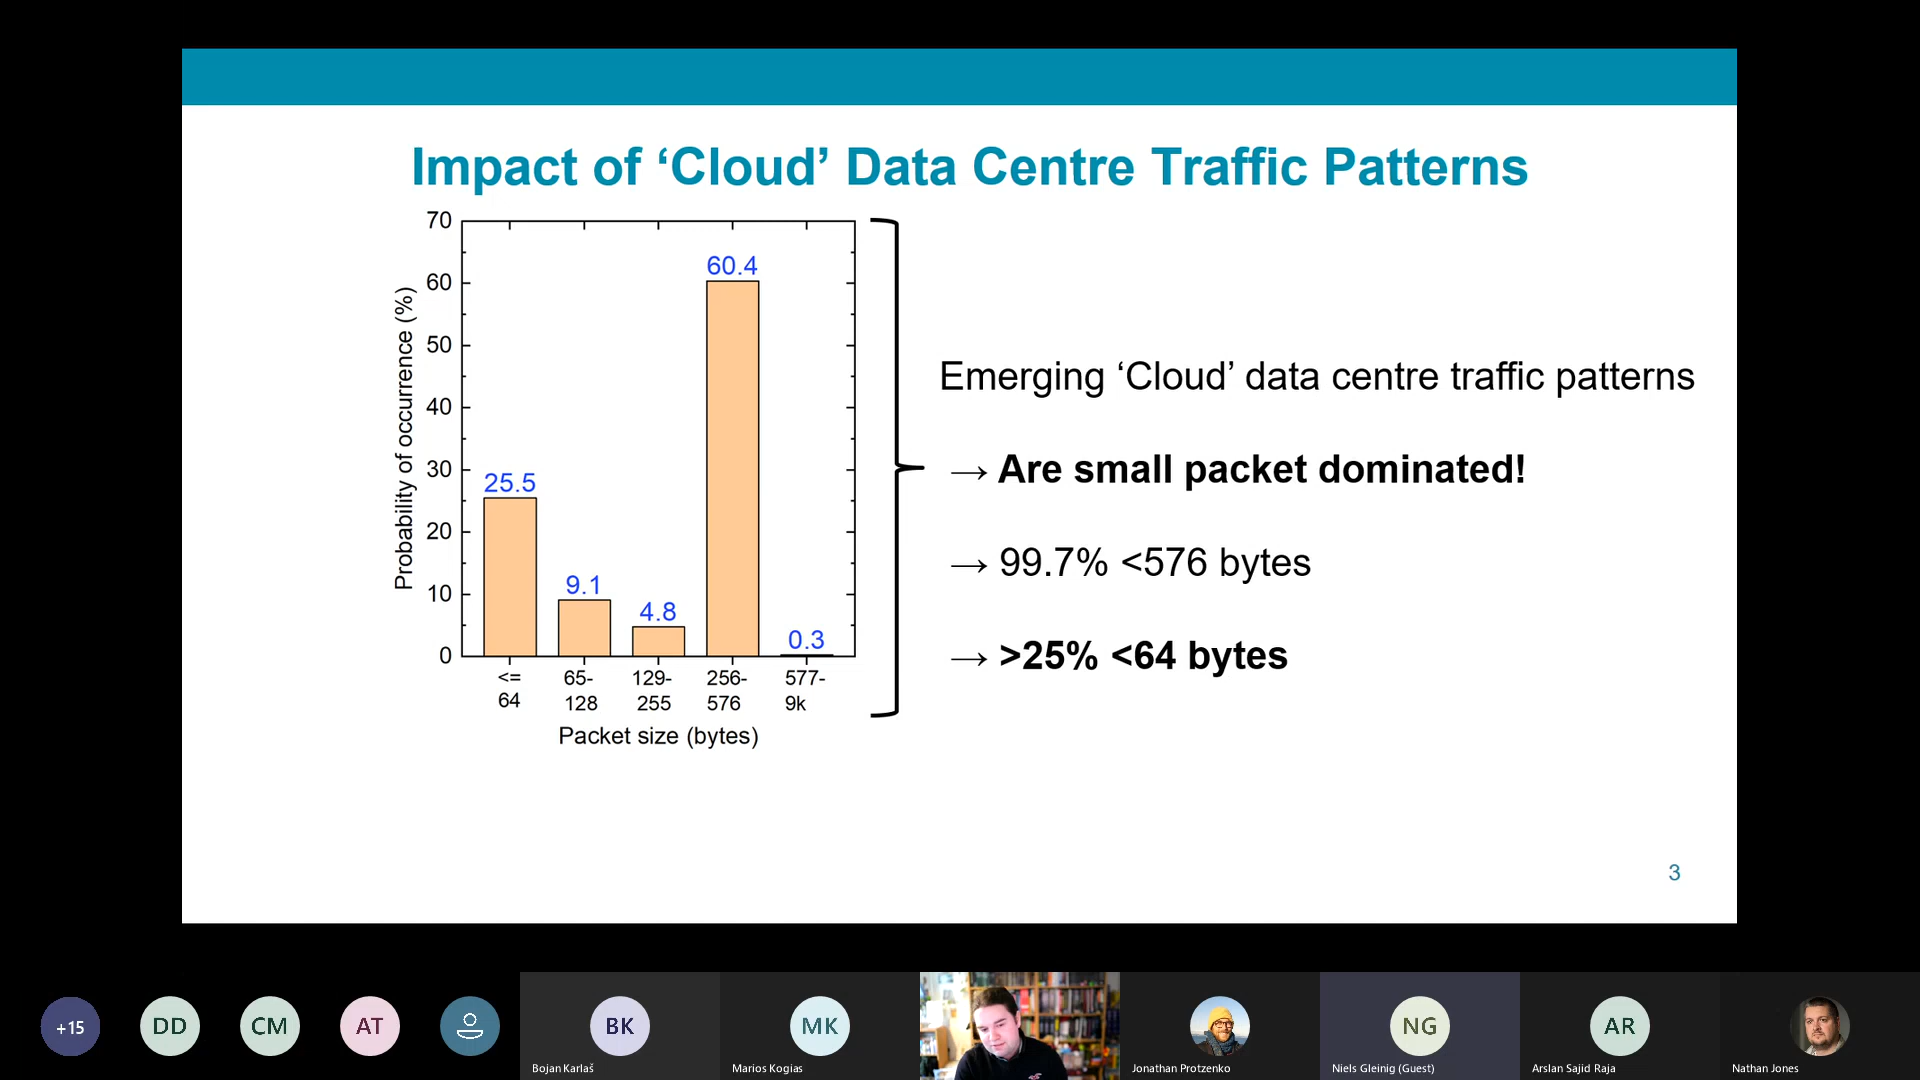 Impact of ‘Cloud’ Data Centre Traffic Patterns
70
60
50
40
30
20
10
0
Probability of occurrence (%)
25.5
9.1
4.8
60.4
0.3
<= 64
65- 128
129- 255
256- 576
577- 9k
Packet size (bytes)
Emerging ‘Cloud’ data centre traffic patterns
→ Are small packet dominated!
→ 99.7% <576 bytes
→ >25% <64 bytes
3
+15
DD
CM
AT
BK
MK
NG
AR
Bojan Karlaš
Marios Kogias
Jonathan Protzenko
Niels Gleinig (Guest)
Arslan Sajid Raja
Nathan Jones